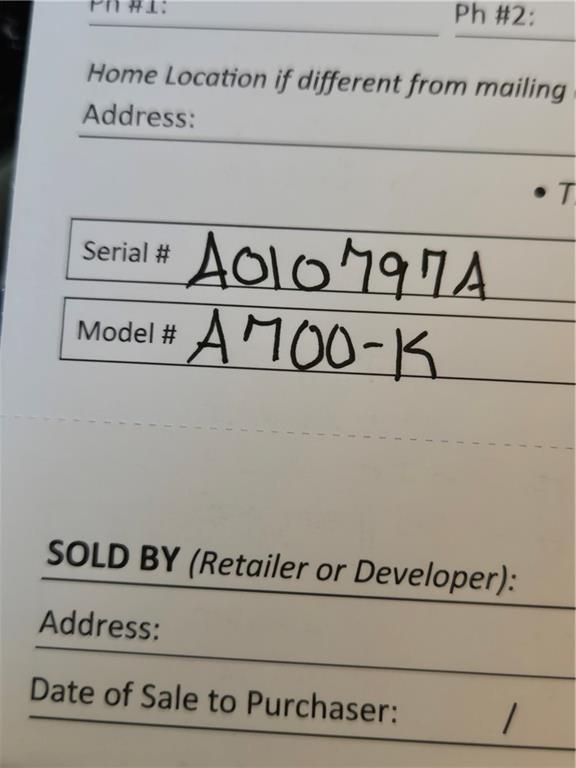 Ph #1: Ph #2:
Home Location if different from mailing
Address:
• T
Serial # A010797A
Model # A700-K
SOLD BY (Retailer or Developer):
Address:
Date of Sale to Purchaser: /